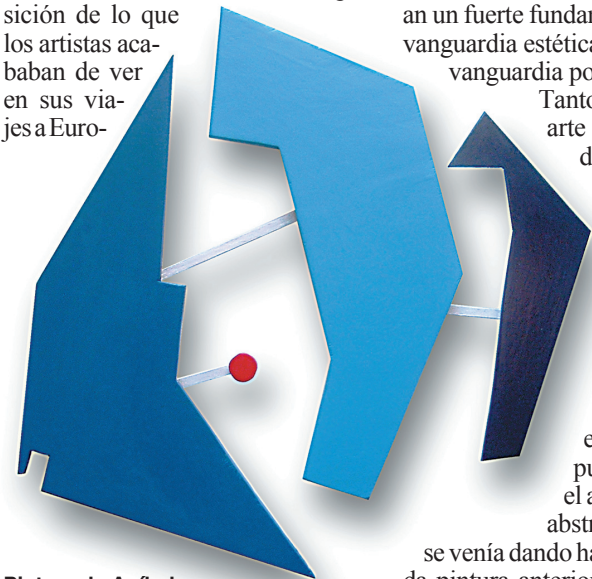 sición de lo que
los artistas aca-
baban de ver
en sus via-
jes a Euro-
an un fuerte fundar
vanguardia estética
vanguardia po
Tanto
arte
d
e
pu
el a
abstr
se venía dando ha